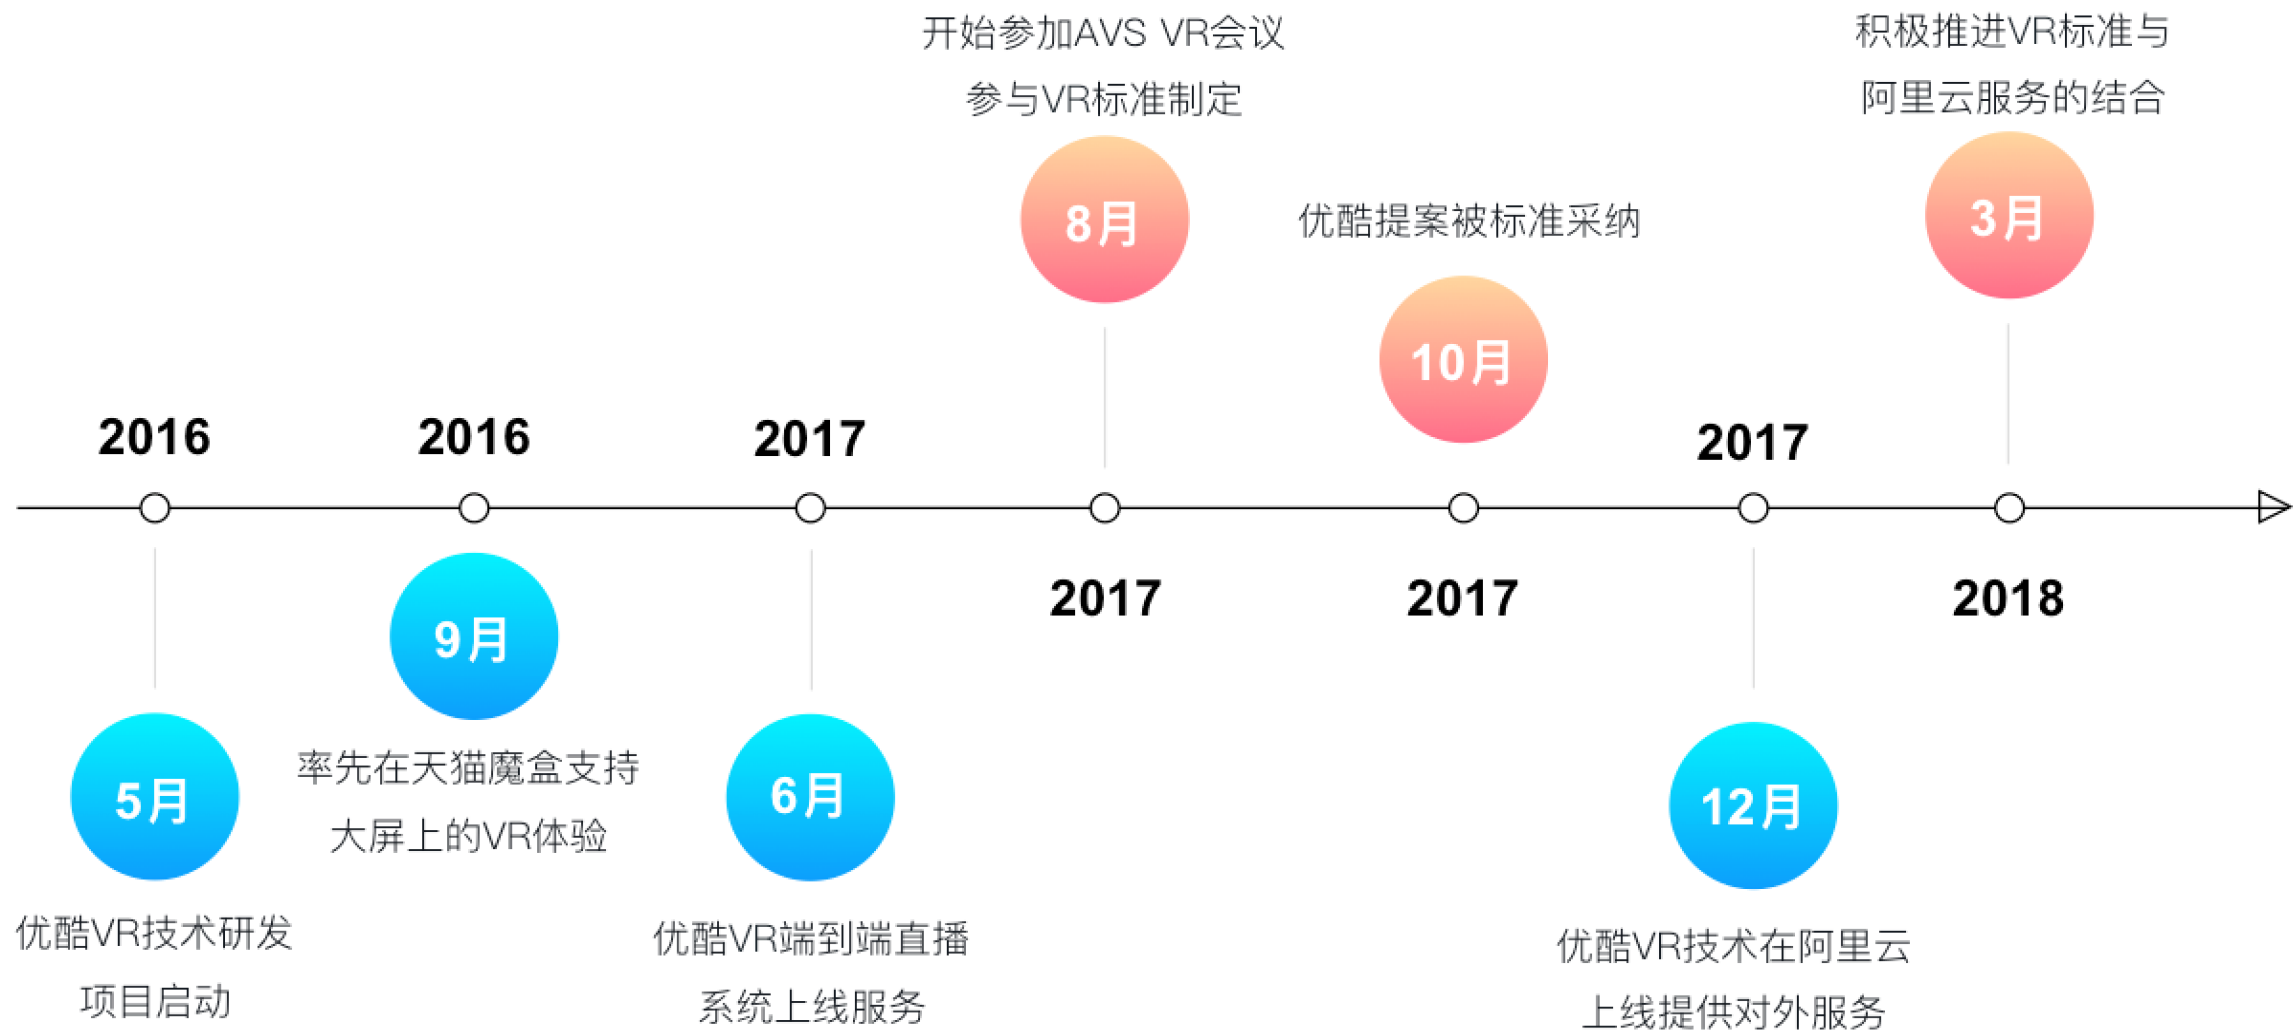 开始参加AVS VR会议
参与VR标准制定
积极推进VR标准与
阿里云服务的结合
8月
优酷提案被标准采纳
3月
10月
2016
2016
2017
2017
9月
2017
2017
2018
5月
率先在天猫魔盒支持
大屏上的VR体验
6月
12月
优酷VR技术研发
项目启动
优酷VR端到端直播
系统上线服务
优酷VR技术在阿里云
上线提供对外服务